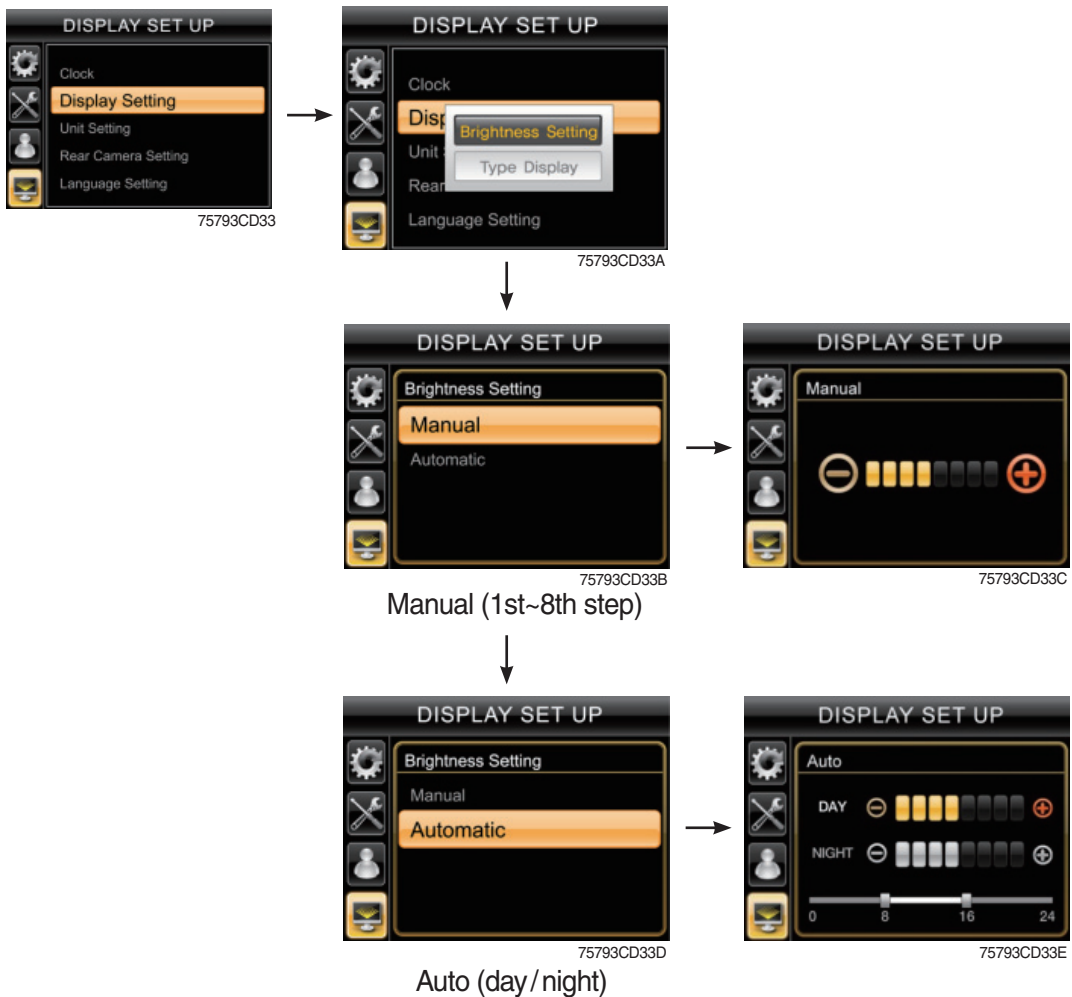 DISPLAY SET UP
Clock
Display Setting
Unit Setting
Rear Camera Setting
Language Setting
75793CD33
DISPLAY SET UP
Clock
Disp
Brightness Setting
Unit
Type Display
Rear
Language Setting
75793CD33A
DISPLAY SET UP
Brightness Setting
Manual
Automatic
75793CD33B
Manual (1st~8th step)
DISPLAY SET UP
Manual
75793CD33C
DISPLAY SET UP
Brightness Setting
Manual
Automatic
75793CD33D
Auto (day/night)
DISPLAY SET UP
Auto
DAY
NIGHT
0 8 16 24
75793CD33E